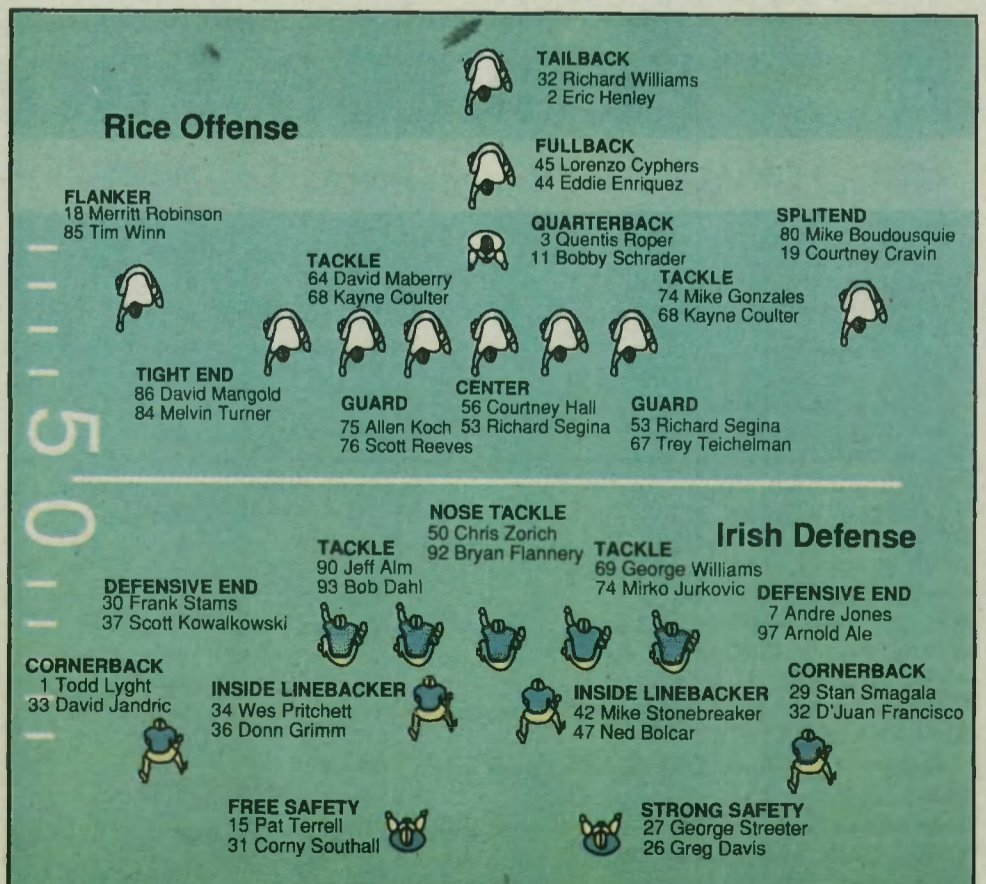 TAILBACK
32 Richard Williams
2 Eric Henley
Rice Offense
FULLBACK
45 Lorenzo Cyphers
44 Eddie Enriquez
FLANKER
18 Merritt Robinson
85 Tim Winn
QUARTERBACK
3 Quentis Roper
11 Bobby Schrader
SPLITEND
80 Mike Boudousquie
19 Courtney Cravin
TACKLE
64 David Maberry
68 Kayne Coulter
TACKLE
74 Mike Gonzales
68 Kayne Coulter
TIGHT END
86 David Mangold
84 Melvin Turner
GUARD
75 Allen Koch
76 Scott Reeves
CENTER
56 Courtney Hall
53 Richard Segina
GUARD
53 Richard Segina
67 Trey Teichelman
50
NOSE TACKLE
50 Chris Zorich
92 Bryan Flannery
Irish Defense
TACKLE
90 Jeff Alm
93 Bob Dahl
TACKLE
69 George Williams
74 Mirko Jurkovic
DEFENSIVE END
30 Frank Stams
37 Scott Kowalkowski
DEFENSIVE END
7 Andre Jones
97 Arnold Ale
CORNERBACK
1 Todd Lyght
33 David Jandric
INSIDE LINEBACKER
34 Wes Pritchett
36 Donn Grimm
INSIDE LINEBACKER
42 Mike Stonebreaker
47 Ned Bolcar
CORNERBACK
29 Stan Smagala
32 D'Juan Francisco
FREE SAFETY
15 Pat Terrell
31 Corny Southall
STRONG SAFETY
27 George Streeter
26 Greg Davis